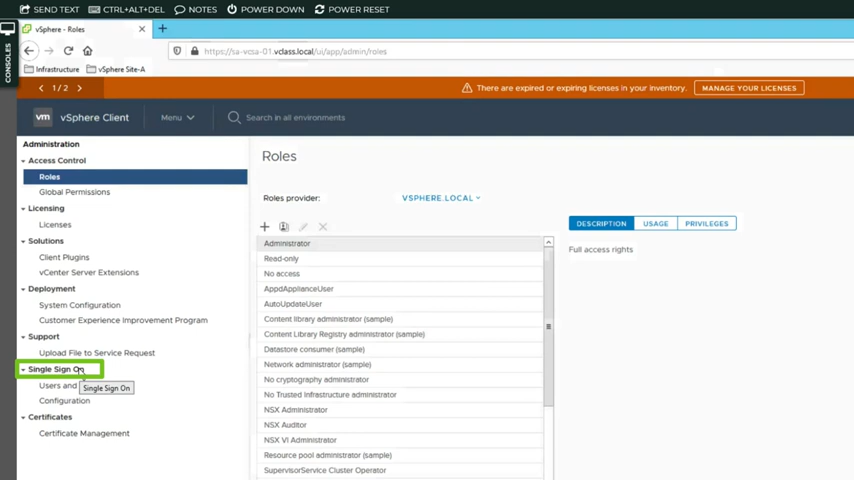 SEND TEXT CTRL+ALT+DEL NOTES POWER DOWN POWER RESET
CONSOLES
vSphere - Roles
https://sa-vcsa-01.vclass.local/ui/app/admin/roles
Infrastructure vSphere Site-A
1/2 There are expired or expiring licenses in your inventory. MANAGE YOUR LICENSES
vm vSphere Client Menu Search in all environments
Administration
Access Control
Roles
Global Permissions
Licensing
Licenses
Solutions
Client Plugins
vCenter Server Extensions
Deployment
System Configuration
Customer Experience Improvement Program
Support
Upload File to Service Request
Single Sign On
Users and
Single Sign On
Configuration
Certificates
Certificate Management
Roles
Roles provider: VSPHERE.LOCAL
Administrator
Read-only
No access
AppdApplianceUser
AutoUpdateUser
Content library administrator (sample)
Content Library Registry administrator (sample)
Datastore consumer (sample)
Network administrator (sample)
No cryptography administrator
No Trusted Infrastructure administrator
NSX Administrator
NSX Auditor
NSX VI Administrator
Resource pool administrator (sample)
SupervisorService Cluster Operator
DESCRIPTION USAGE PRIVILEGES
Full access rights